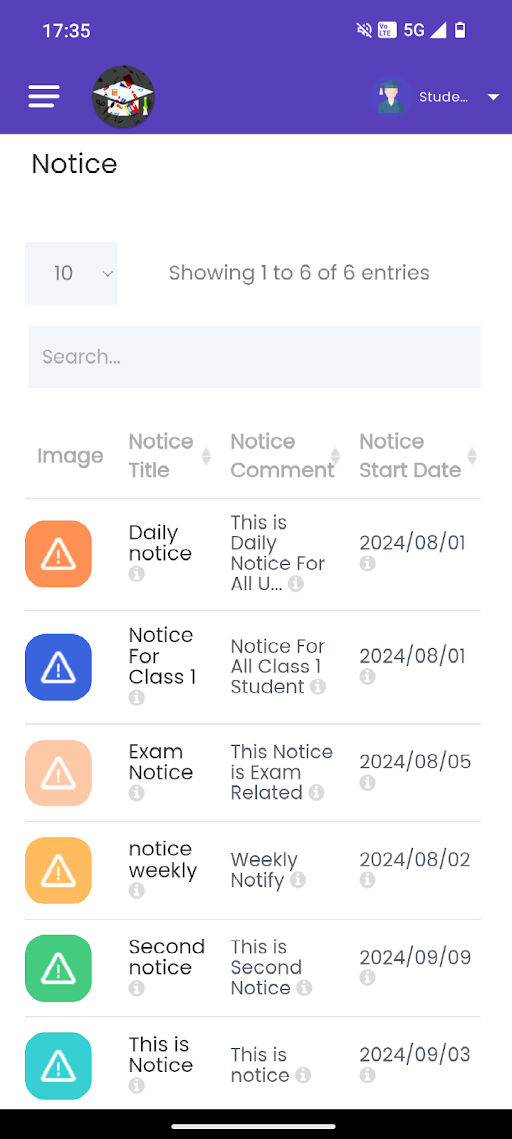 17:35
Vo LTE 5G
Stude...
Notice
10
Showing 1 to 6 of 6 entries
Search...
Image
Notice
Title
Notice
Comment
Notice
Start Date
Daily
notice
This is
Daily
Notice For
All U...
2024/08/01
Notice
For
Class 1
Notice For
All Class 1
Student
2024/08/01
Exam
Notice
This Notice
is Exam
Related
2024/08/05
notice
weekly
Weekly
Notify
2024/08/02
Second
notice
This is
Second
Notice
2024/09/09
This is
Notice
This is
notice
2024/09/03